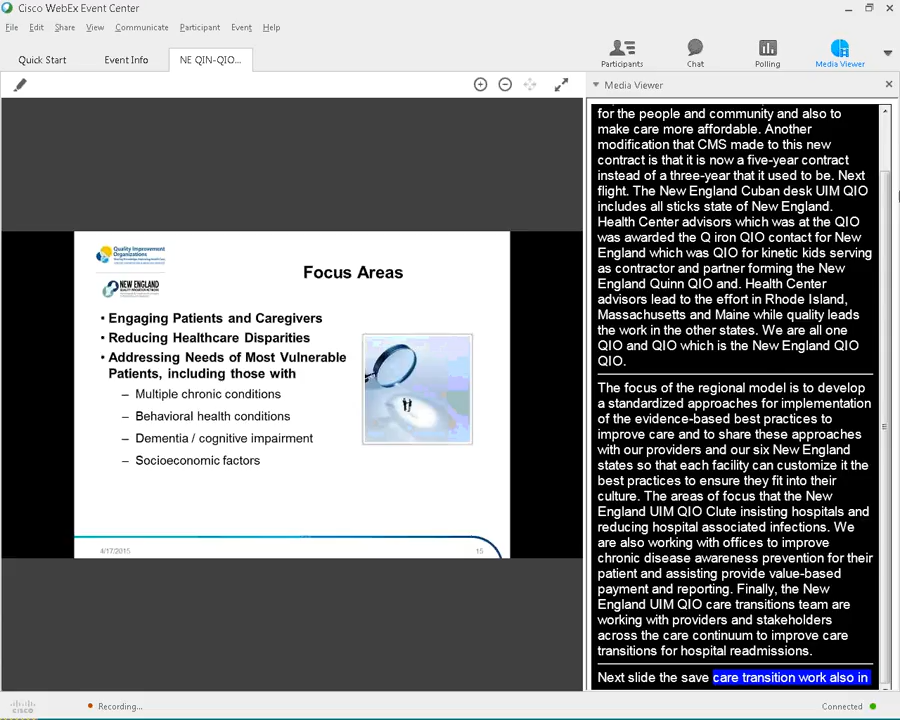 Cisco WebEx Event Center
File Edit Share View Communicate Participant Event Help
Quick Start Event Info NE QIN-QIO...
Participants Chat Polling Media Viewer
Media Viewer
Quality Improvement
Organizations
NEW ENGLAND
Focus Areas
• Engaging Patients and Caregivers
• Reducing Healthcare Disparities
• Addressing Needs of Most Vulnerable
Patients, including those with
– Multiple chronic conditions
– Behavioral health conditions
– Dementia / cognitive impairment
– Socioeconomic factors
4/17/2015 15
for the people and community and also to
make care more affordable. Another
modification that CMS made to this new
contract is that it is now a five-year contract
instead of a three-year that it used to be. Next
flight. The New England Cuban desk UIM QIO
includes all sticks state of New England.
Health Center advisors which was at the QIO
was awarded the Q iron QIO contact for New
England which was QIO for kinetic kids serving
as contractor and partner forming the New
England Quinn QIO and. Health Center
advisors lead to the effort in Rhode Island,
Massachusetts and Maine while quality leads
the work in the other states. We are all one
QIO and QIO which is the New England QIO
QIO.
The focus of the regional model is to develop
a standardized approaches for implementation
of the evidence-based best practices to
improve care and to share these approaches
with our providers and our six New England
states so that each facility can customize it the
best practices to ensure they fit into their
culture. The areas of focus that the New
England UIM QIO Clute insisting hospitals and
reducing hospital associated infections. We
are also working with offices to improve
chronic disease awareness prevention for their
patient and assisting provide value-based
payment and reporting. Finally, the New
England UIM QIO care transitions team are
working with providers and stakeholders
across the care continuum to improve care
transitions for hospital readmissions.
Next slide the save care transition work also in
cisco
Recording...
Connected